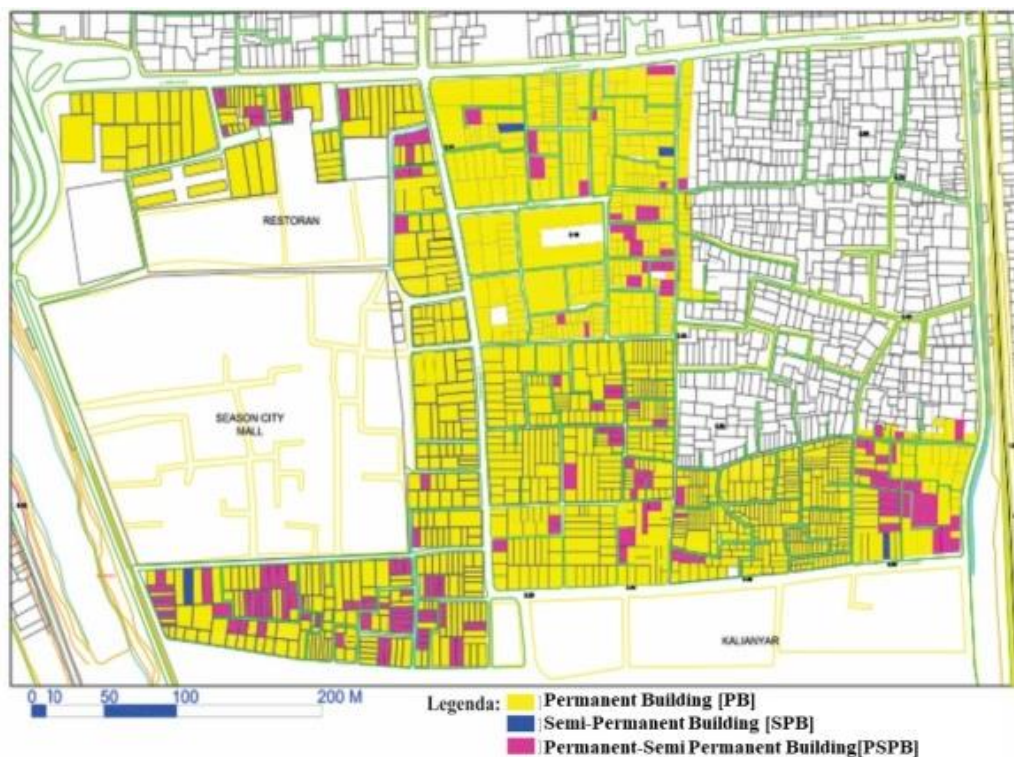 RESTORAN
SEASON CITY
MALL
KALIANYAR
0 10 50 100 200 M
Legenda:
Permanent Building [PB]
Semi-Permanent Building [SPB]
Permanent-Semi Permanent Building[PSPB]